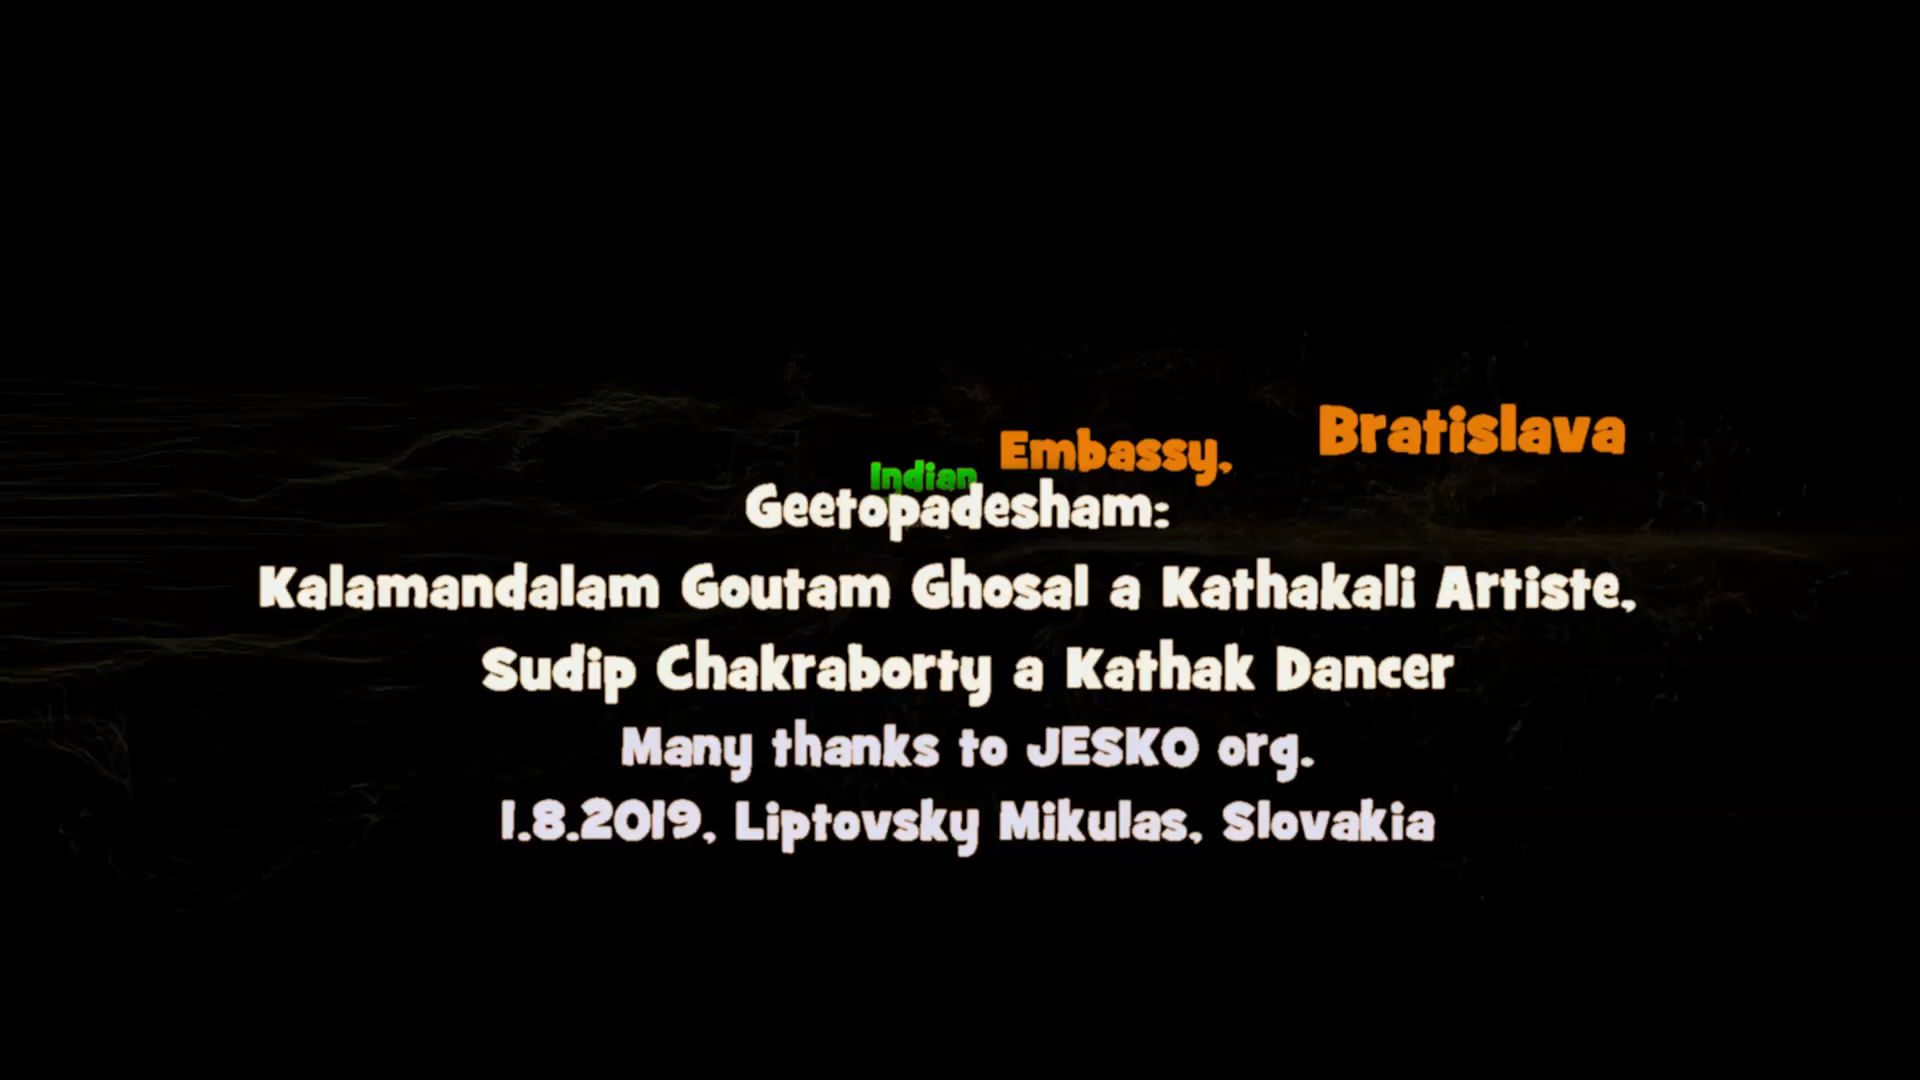 Indian Embassy, Bratislava
Geetopadesham:
Kalamandalam Goutam Ghosal a Kathakali Artiste,
Sudip Chakraborty a Kathak Dancer
Many thanks to JESKO org.
1.8.2019, Liptovsky Mikulas, Slovakia